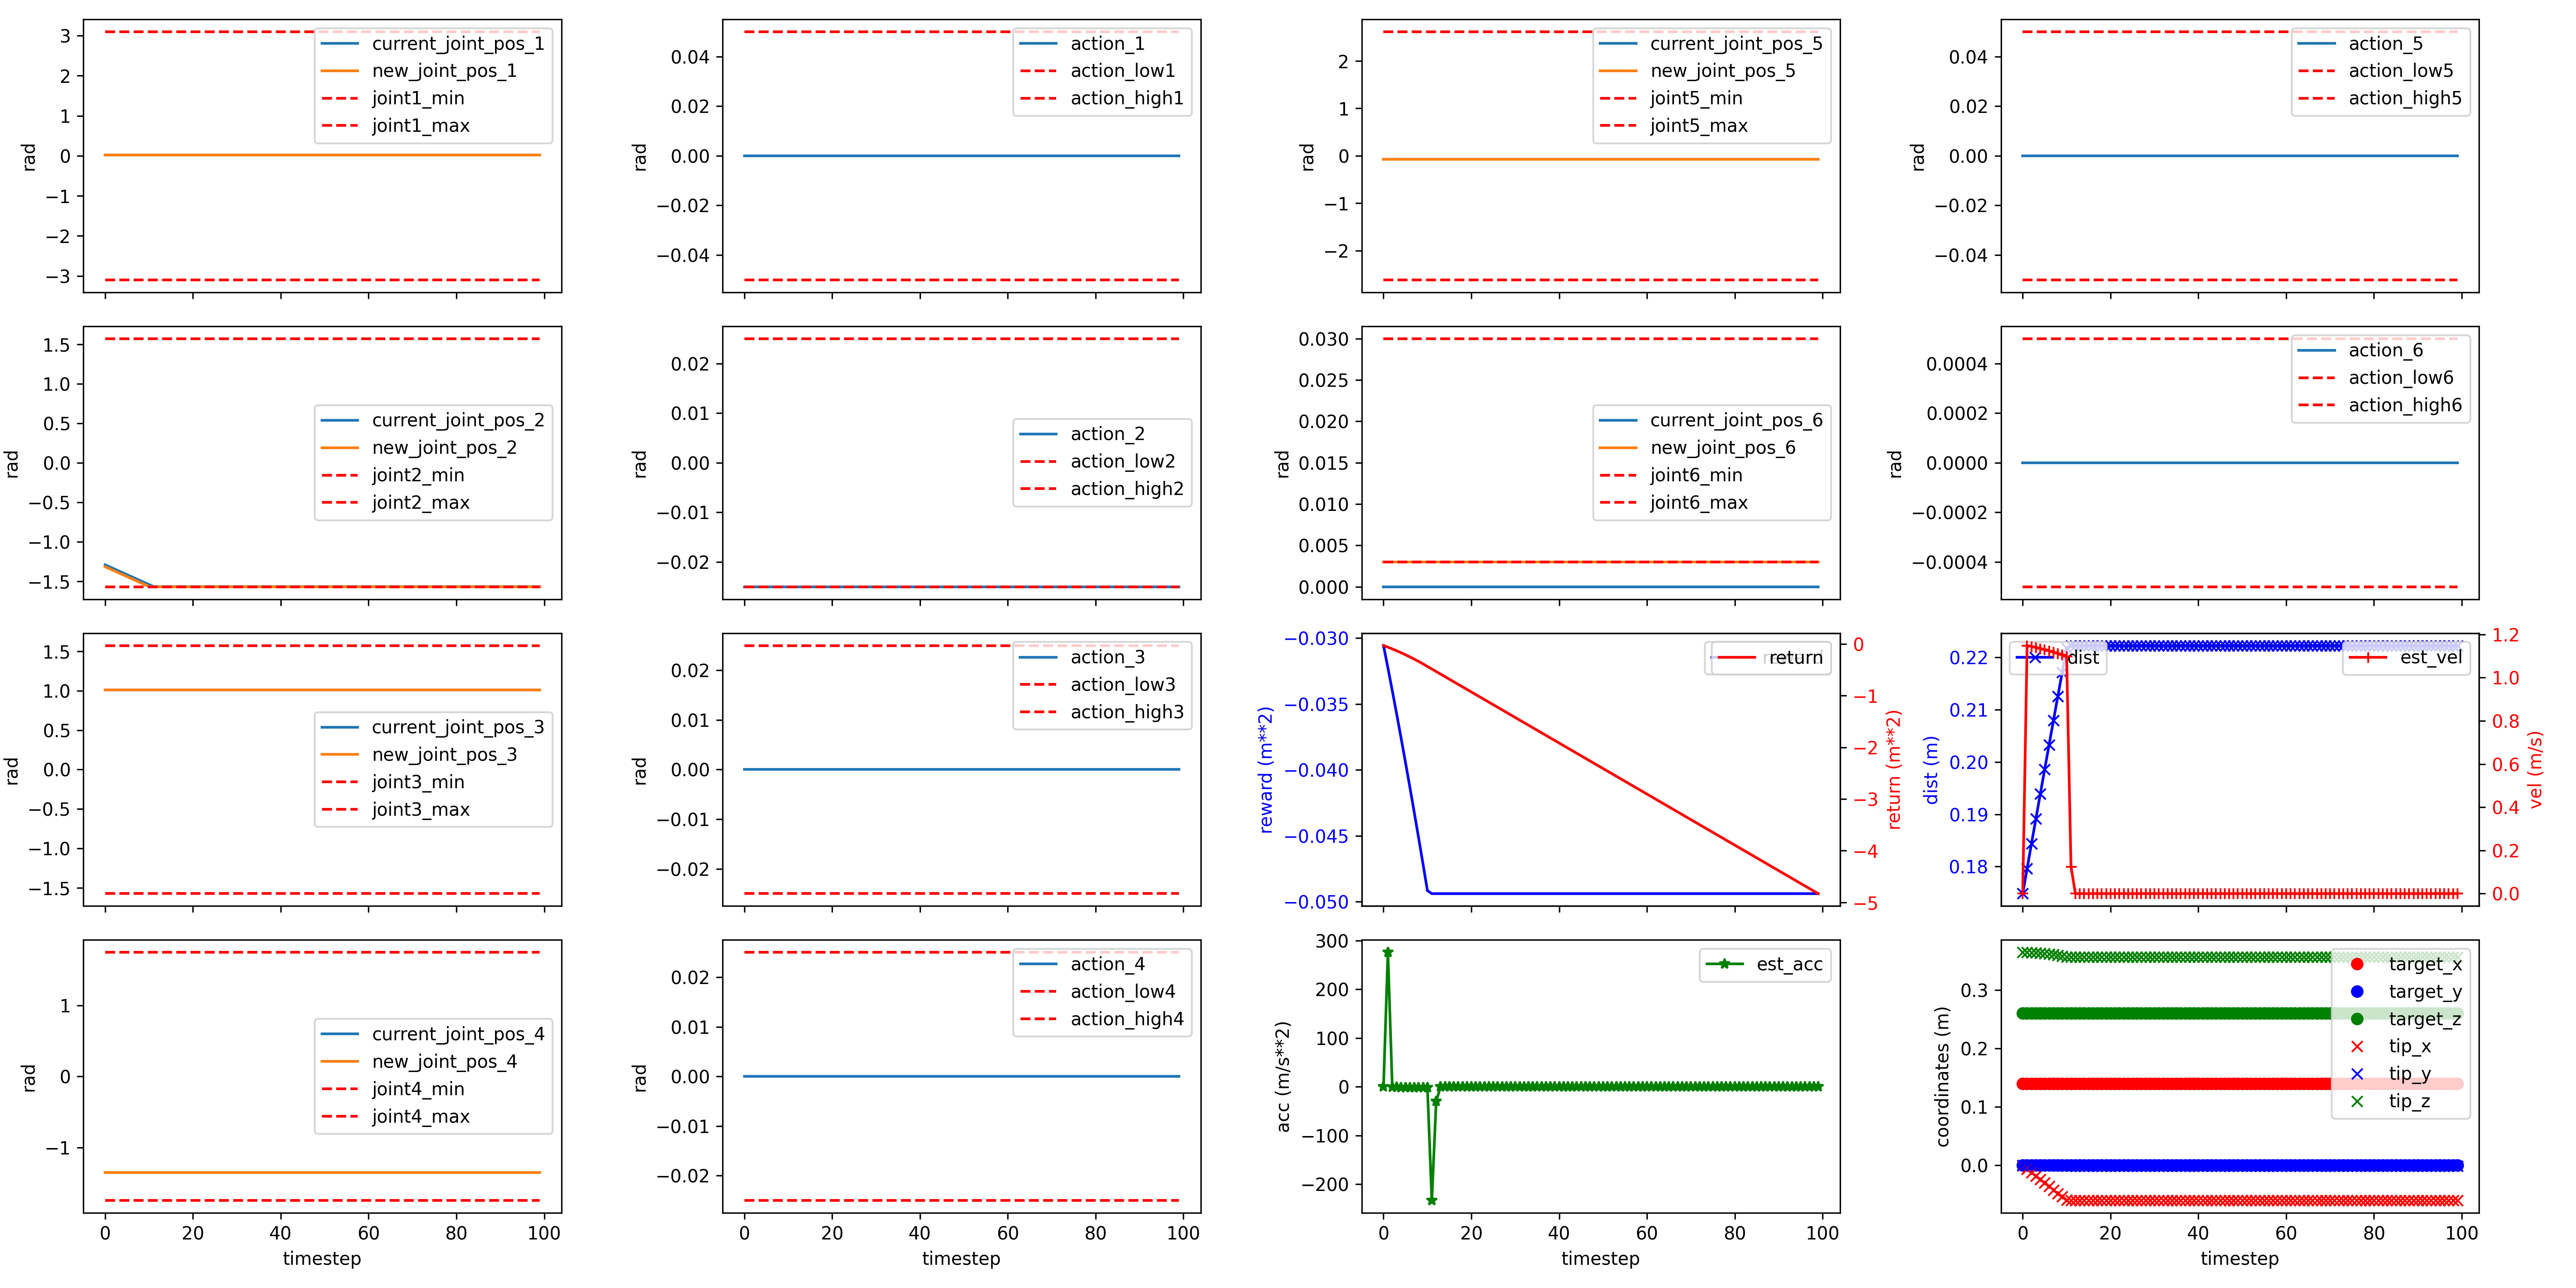 3
2
1
0
−1
−2
−3
rad
current_joint_pos_1
new_joint_pos_1
joint1_min
joint1_max
0.04
0.02
0.00
−0.02
−0.04
rad
action_1
action_low1
action_high1
2
1
0
−1
−2
rad
current_joint_pos_5
new_joint_pos_5
joint5_min
joint5_max
0.04
0.02
0.00
−0.02
−0.04
rad
action_5
action_low5
action_high5
1.5
1.0
0.5
0.0
−0.5
−1.0
−1.5
rad
current_joint_pos_2
new_joint_pos_2
joint2_min
joint2_max
0.02
0.01
0.00
−0.01
−0.02
rad
action_2
action_low2
action_high2
0.030
0.025
0.020
0.015
0.010
0.005
0.000
rad
current_joint_pos_6
new_joint_pos_6
joint6_min
joint6_max
0.0004
0.0002
0.0000
−0.0002
−0.0004
rad
action_6
action_low6
action_high6
1.5
1.0
0.5
0.0
−0.5
−1.0
−1.5
rad
current_joint_pos_3
new_joint_pos_3
joint3_min
joint3_max
0.02
0.01
0.00
−0.01
−0.02
rad
action_3
action_low3
action_high3
−0.030
−0.035
−0.040
−0.045
−0.050
reward (m**2)
return
0
−1
−2
−3
−4
−5
return (m**2)
0.22
0.21
0.20
0.19
0.18
dist (m)
dist
est_vel
1.2
1.0
0.8
0.6
0.4
0.2
0.0
vel (m/s)
1
0
−1
rad
current_joint_pos_4
new_joint_pos_4
joint4_min
joint4_max
0 20 40 60 80 100
timestep
0.02
0.01
0.00
−0.01
−0.02
rad
action_4
action_low4
action_high4
0 20 40 60 80 100
timestep
300
200
100
0
−100
−200
acc (m/s**2)
est_acc
0 20 40 60 80 100
timestep
0.3
0.2
0.1
0.0
coordinates (m)
target_x
target_y
target_z
tip_x
tip_y
tip_z
0 20 40 60 80 100
timestep